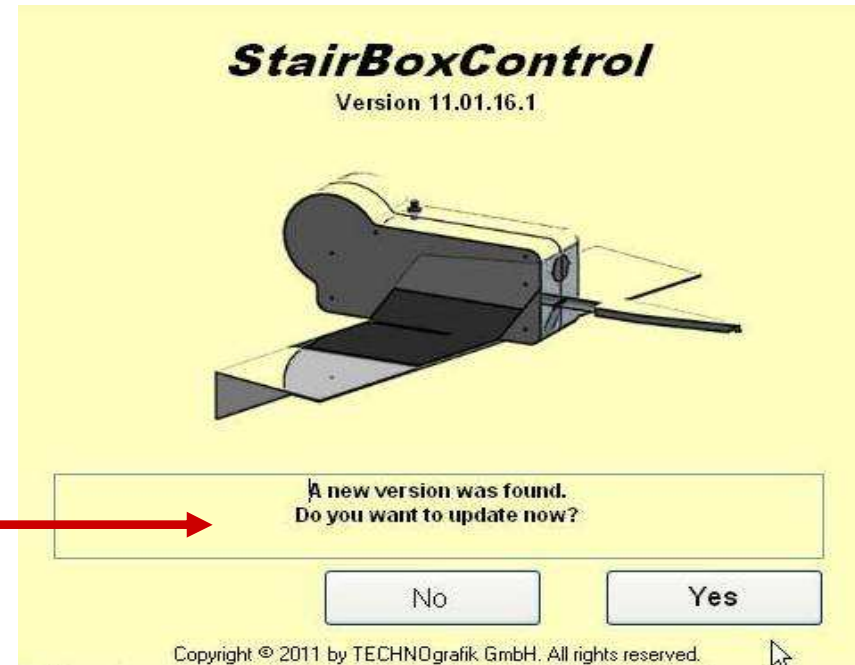 StairBoxControl
Version 11.01.16.1
A new version was found.
Do you want to update now?
No
Yes
Copyright © 2011 by TECHNOgrafik GmbH. All rights reserved.